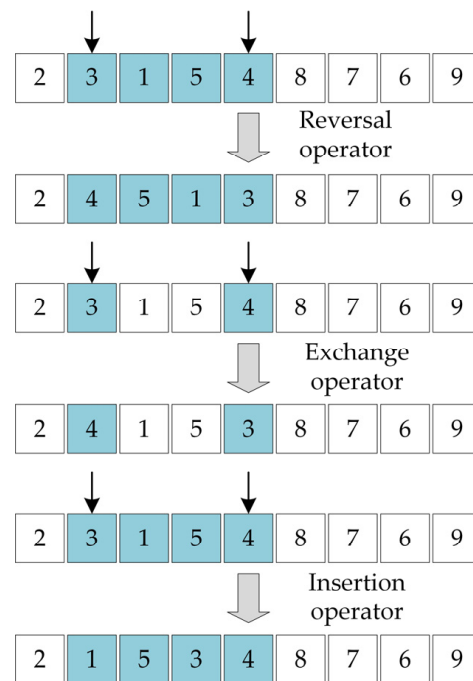 2 3 1 5 4 8 7 6 9
Reversal
operator
2 4 5 1 3 8 7 6 9
2 3 1 5 4 8 7 6 9
Exchange
operator
2 4 1 5 3 8 7 6 9
2 3 1 5 4 8 7 6 9
Insertion
operator
2 1 5 3 4 8 7 6 9